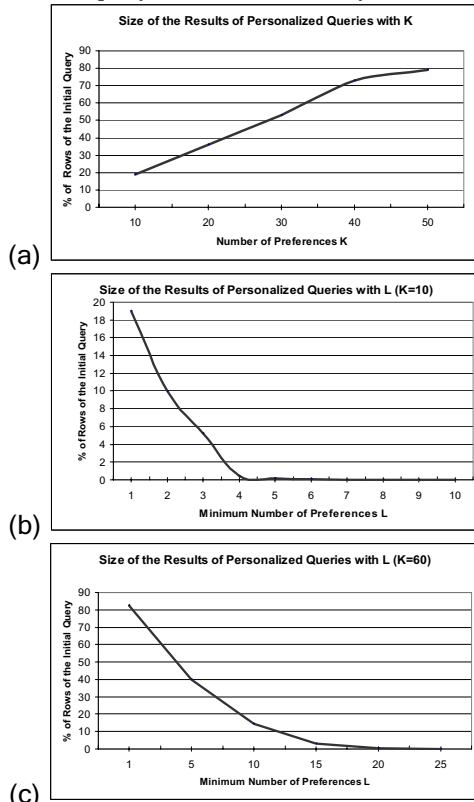 Size of the Results of Personalized Queries with K
% of Rows of the Initial Query
90
80
70
60
50
40
30
20
10
0
10 20 30 40 50
Number of Preferences K
(a)
Size of the Results of Personalized Queries with L (K=10)
% of Rows of the Initial Query
20
18
16
14
12
10
8
6
4
2
0
1 2 3 4 5 6 7 8 9 10
Minimum Number of Preferences L
(b)
Size of the Results of Personalized Queries with L (K=60)
% of Rows of the Initial Query
90
80
70
60
50
40
30
20
10
0
1 5 10 15 20 25
Minimum Number of Preferences L
(c)